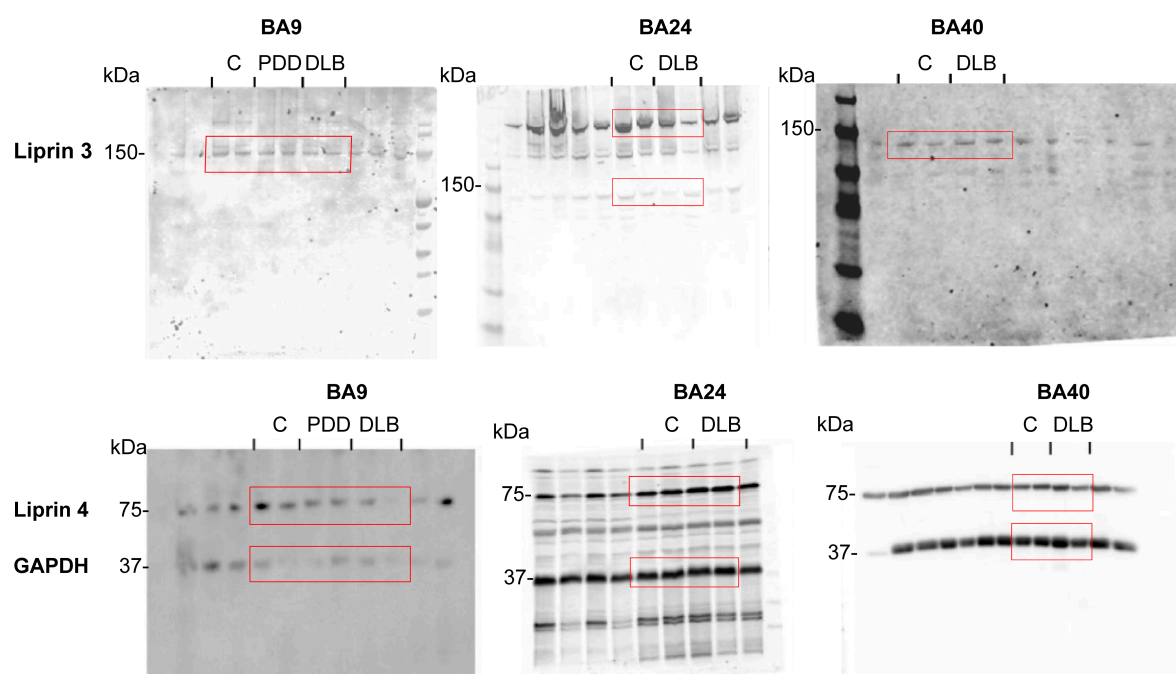 BA9
BA24
BA40
kDa
C PDD DLB
kDa
C DLB
C DLB
kDa
Liprin 3
150-
150-
150-
BA9
BA24
BA40
kDa
C PDD DLB
kDa
C DLB
kDa
C DLB
Liprin 4
75-
75-
75-
GAPDH
37-
37-
37-